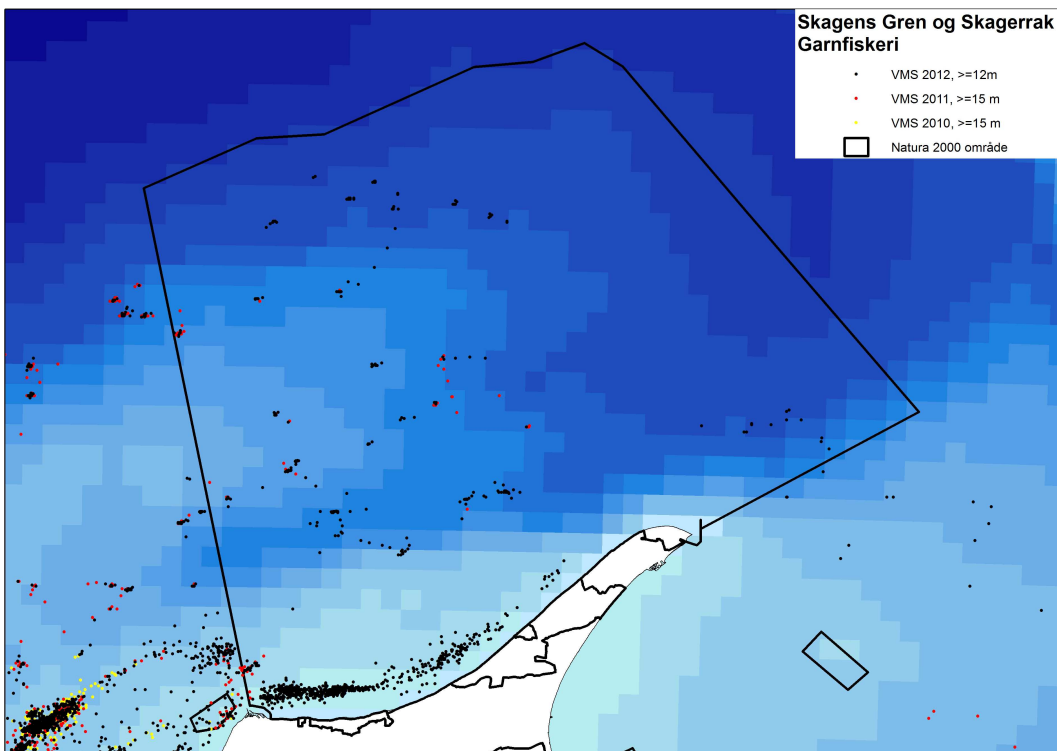 Skagens Gren og Skagerrak
Garnfiskeri
VMS 2012, >=12m
VMS 2011, >=15 m
VMS 2010, >=15 m
Natura 2000 område